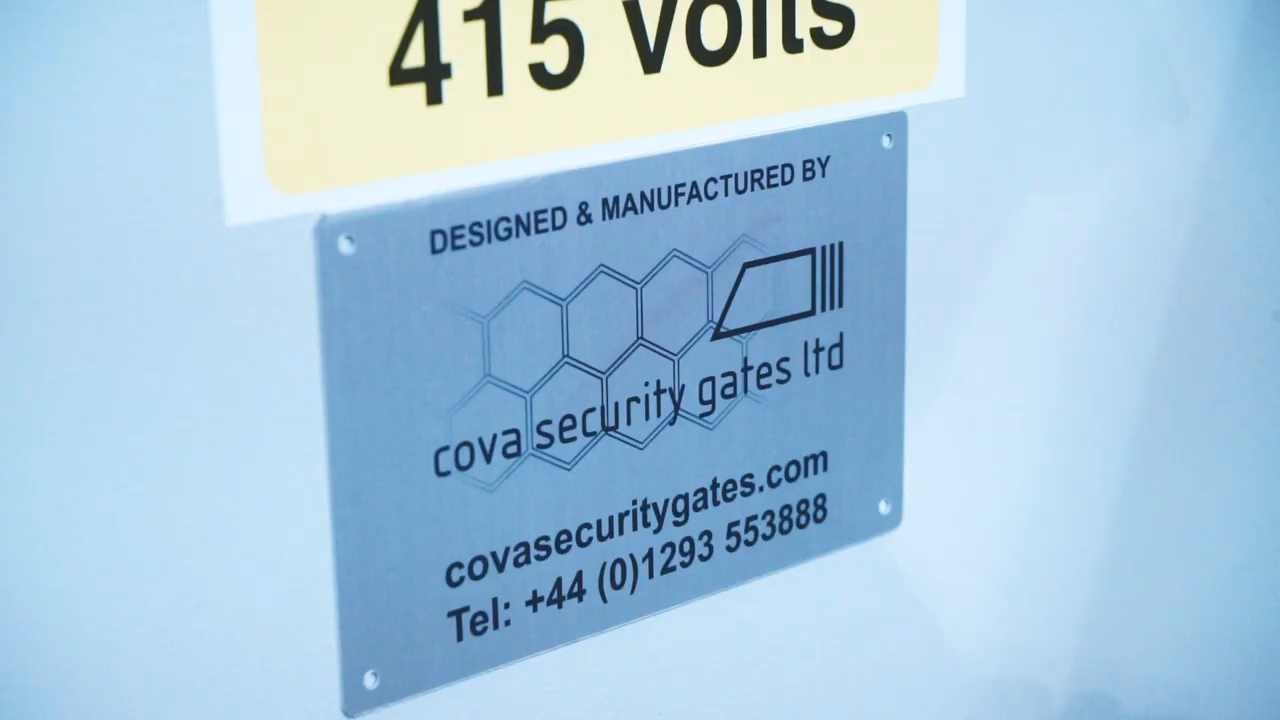 415 volts
DESIGNED & MANUFACTURED BY
cova security gates ltd
covasecuritygates.com
Tel: +44 (0)1293 553888